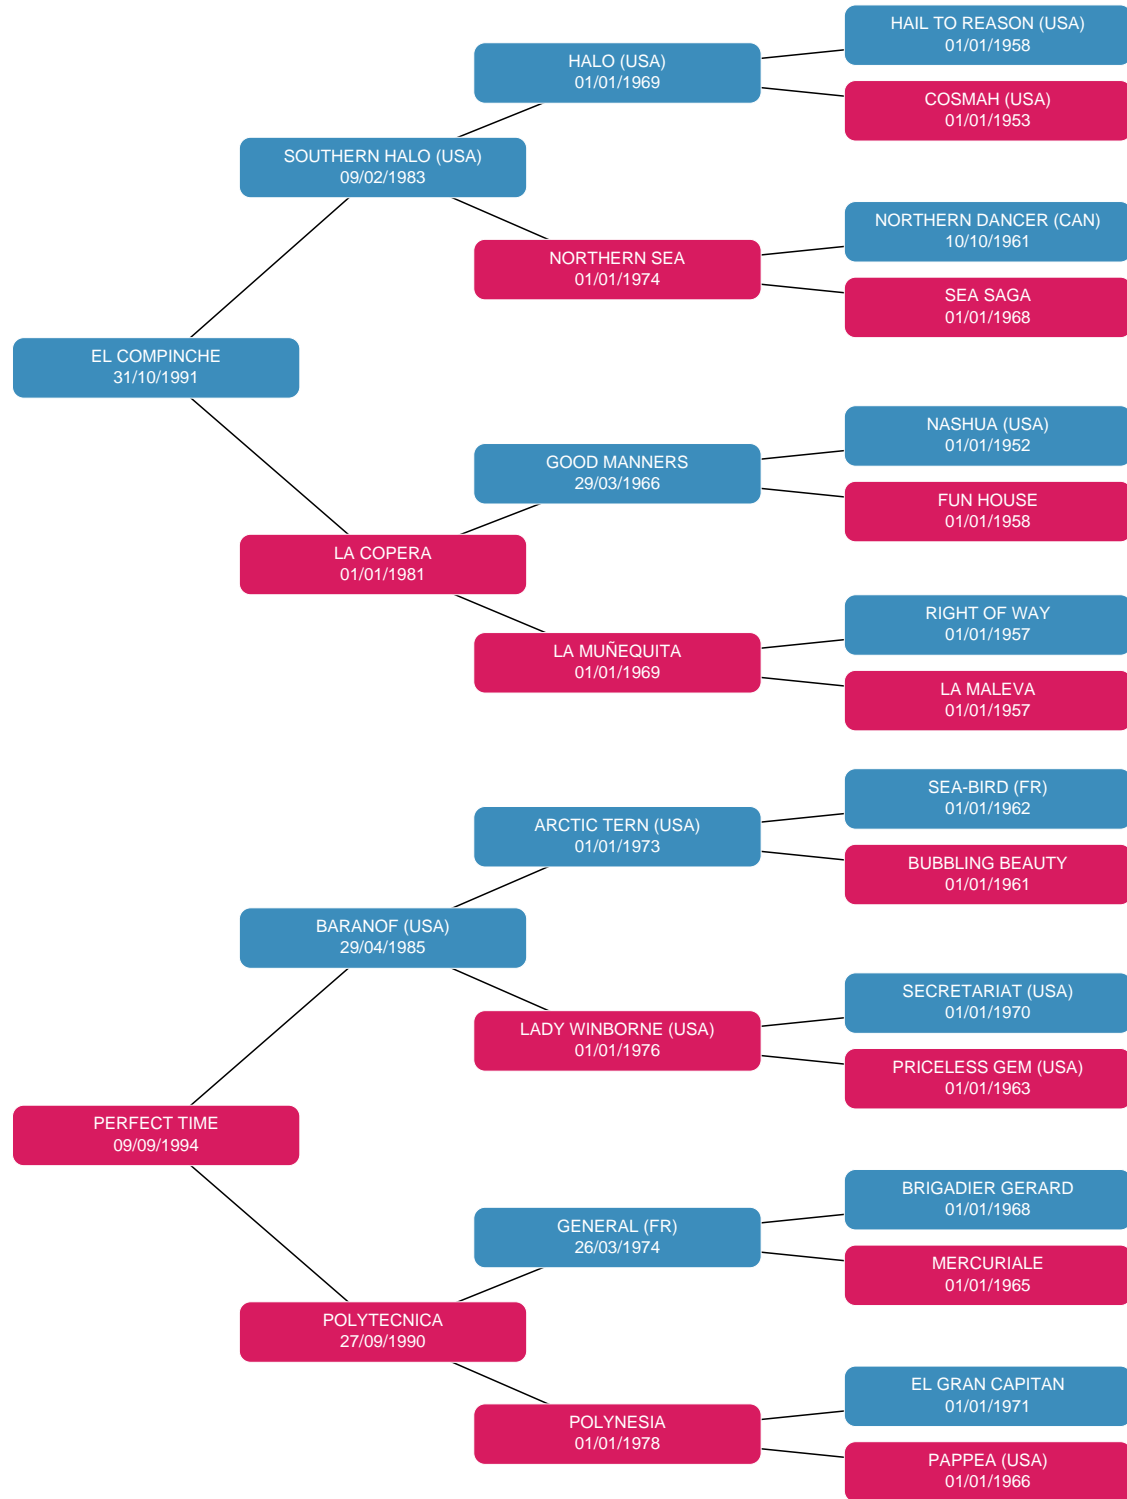 HAIL TO REASON (USA)
01/01/1958
HALO (USA)
01/01/1969
COSMAH (USA)
01/01/1953
SOUTHERN HALO (USA)
09/02/1983
NORTHERN DANCER (CAN)
10/10/1961
NORTHERN SEA
01/01/1974
SEA SAGA
01/01/1968
EL COMPINCHE
31/10/1991
NASHUA (USA)
01/01/1952
GOOD MANNERS
29/03/1966
FUN HOUSE
01/01/1958
LA COPERA
01/01/1981
RIGHT OF WAY
01/01/1957
LA MUÑEQUITA
01/01/1969
LA MALEVA
01/01/1957
SEA-BIRD (FR)
01/01/1962
ARCTIC TERN (USA)
01/01/1973
BUBBLING BEAUTY
01/01/1961
BARANOF (USA)
29/04/1985
SECRETARIAT (USA)
01/01/1970
LADY WINBORNE (USA)
01/01/1976
PRICELESS GEM (USA)
01/01/1963
PERFECT TIME
09/09/1994
BRIGADIER GERARD
01/01/1968
GENERAL (FR)
26/03/1974
MERCURIALE
01/01/1965
POLYTECNICA
27/09/1990
EL GRAN CAPITAN
01/01/1971
POLYNESIA
01/01/1978
PAPPEA (USA)
01/01/1966